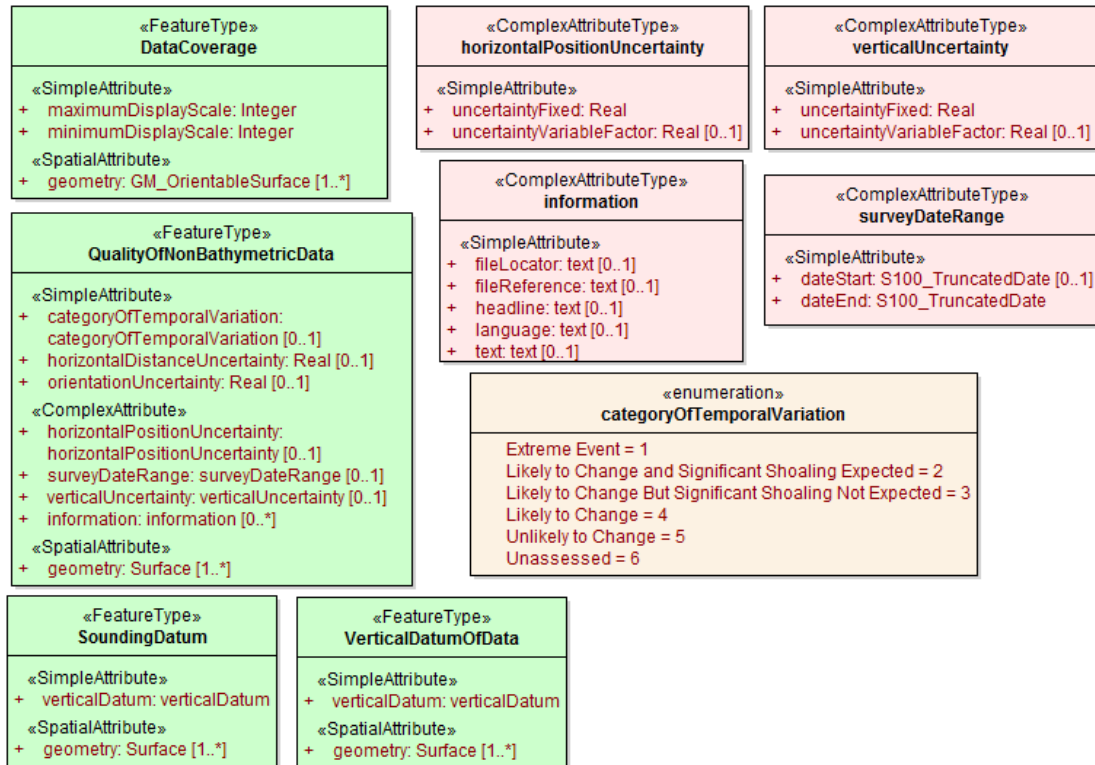 «FeatureType»
DataCoverage
«SimpleAttribute»
+ maximumDisplayScale: Integer
+ minimumDisplayScale: Integer
«SpatialAttribute»
+ geometry: GM_OrientableSurface [1..*]
«ComplexAttributeType»
horizontalPositionUncertainty
«SimpleAttribute»
+ uncertaintyFixed: Real
+ uncertaintyVariableFactor: Real [0..1]
«ComplexAttributeType»
verticalUncertainty
«SimpleAttribute»
+ uncertaintyFixed: Real
+ uncertaintyVariableFactor: Real [0..1]
«ComplexAttributeType»
information
«SimpleAttribute»
+ fileLocator: text [0..1]
+ fileReference: text [0..1]
+ headline: text [0..1]
+ language: text [0..1]
+ text: text [0..1]
«ComplexAttributeType»
surveyDateRange
«SimpleAttribute»
+ dateStart: S100_TruncatedDate [0..1]
+ dateEnd: S100_TruncatedDate
«FeatureType»
QualityOfNonBathymetricData
«SimpleAttribute»
+ categoryOfTemporalVariation:
categoryOfTemporalVariation [0..1]
+ horizontalDistanceUncertainty: Real [0..1]
+ orientationUncertainty: Real [0..1]
«ComplexAttribute»
+ horizontalPositionUncertainty:
horizontalPositionUncertainty [0..1]
+ surveyDateRange: surveyDateRange [0..1]
+ verticalUncertainty: verticalUncertainty [0..1]
+ information: information [0..*]
«SpatialAttribute»
+ geometry: Surface [1..*]
«enumeration»
categoryOfTemporalVariation
Extreme Event = 1
Likely to Change and Significant Shoaling Expected = 2
Likely to Change But Significant Shoaling Not Expected = 3
Likely to Change = 4
Unlikely to Change = 5
Unassessed = 6
«FeatureType»
SoundingDatum
«SimpleAttribute»
+ verticalDatum: verticalDatum
«SpatialAttribute»
+ geometry: Surface [1..*]
«FeatureType»
VerticalDatumOfData
«SimpleAttribute»
+ verticalDatum: verticalDatum
«SpatialAttribute»
+ geometry: Surface [1..*]